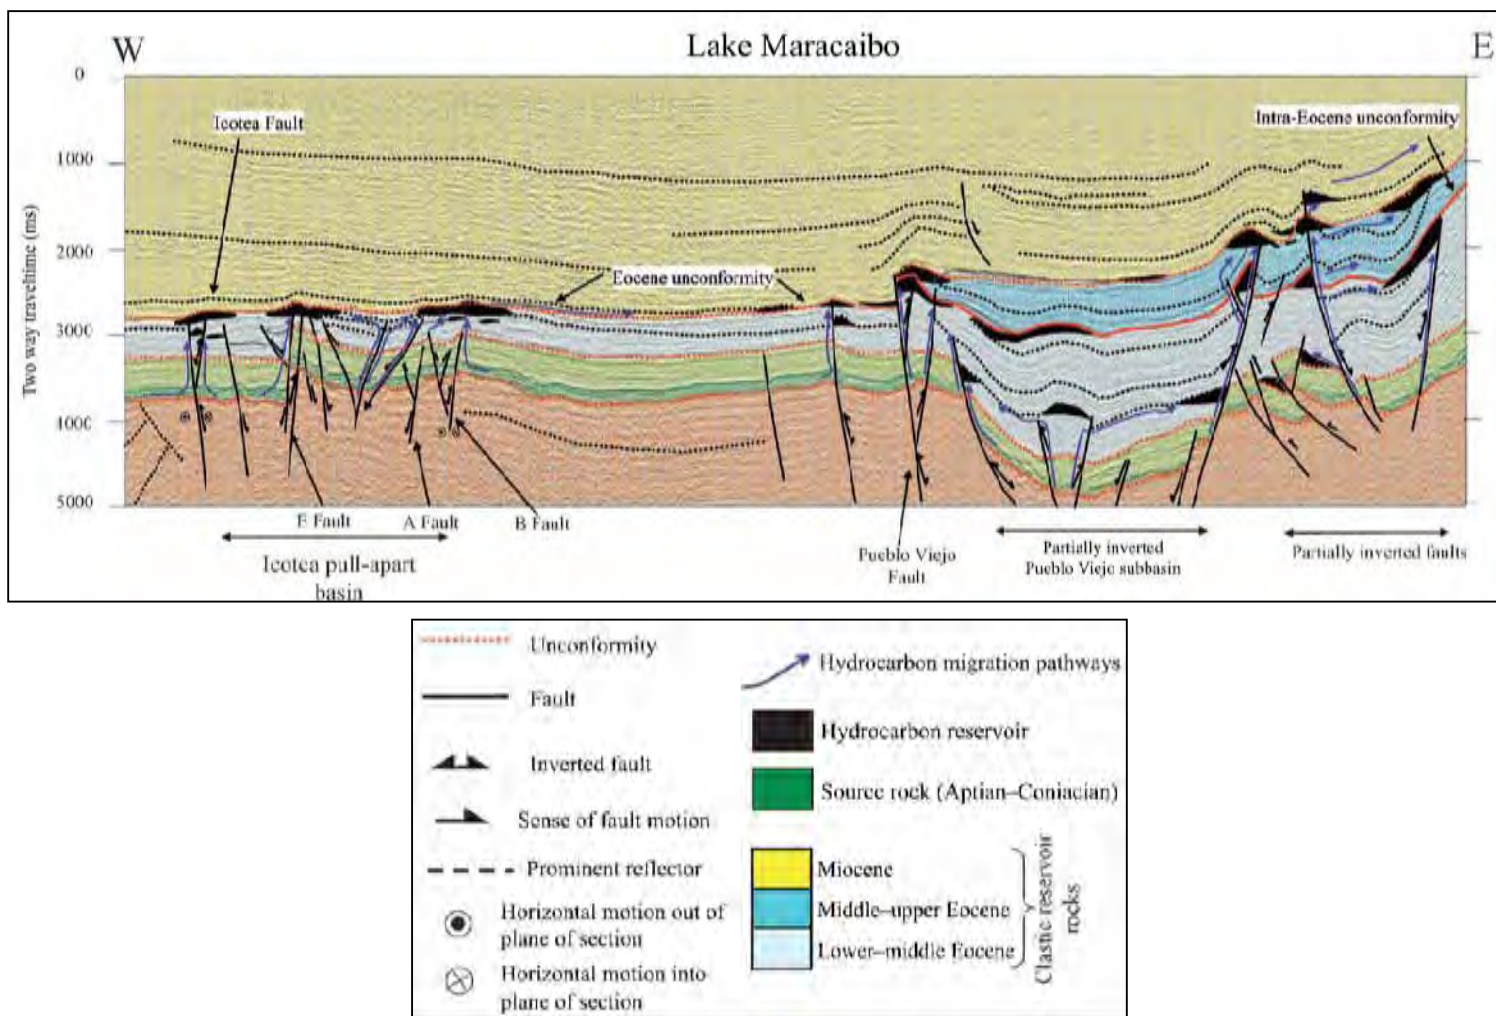 W
Lake Maracaibo
E
0
1000
2000
3000
4000
5000
Two way traveltime (ms)
Icotea Fault
Intra-Eocene unconformity
Eocene unconformity
E Fault
A Fault
B Fault
Icotea pull-apart
basin
Pueblo Viejo
Fault
Partially inverted
Pueblo Viejo subbasin
Partially inverted faults
Unconformity
Fault
Inverted fault
Sense of fault motion
Prominent reflector
Horizontal motion out of
plane of section
Horizontal motion into
plane of section
Hydrocarbon migration pathways
Hydrocarbon reservoir
Source rock (Aptian–Coniacian)
Miocene
Middle–upper Eocene
Lower–middle Eocene
Clastic reservoir
rocks